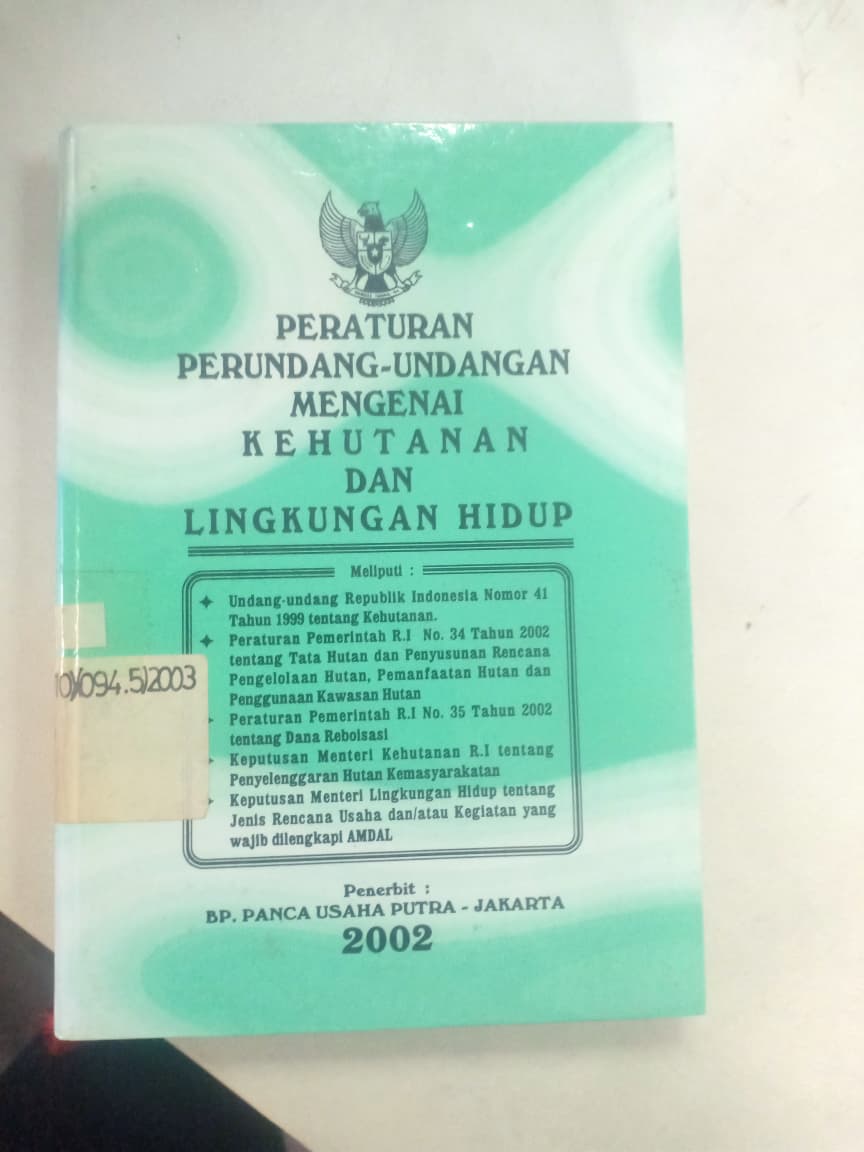 PERATURAN
PERUNDANG-UNDANGAN
MENGENAI
KEHUTANAN
DAN
LINGKUNGAN HIDUP
Meliputi :
Undang-undang Republik Indonesia Nomor 41
Tahun 1999 tentang Kehutanan.
Peraturan Pemerintah R.I No. 34 Tahun 2002
tentang Tata Hutan dan Penyusunan Rencana
Pengelolaan Hutan, Pemanfaatan Hutan dan
Penggunaan Kawasan Hutan
Peraturan Pemerintah R.I No. 35 Tahun 2002
tentang Dana Reboisasi
Keputusan Menteri Kehutanan R.I tentang
Penyelenggaran Hutan Kemasyarakatan
Keputusan Menteri Lingkungan Hidup tentang
Jenis Rencana Usaha dan/atau Kegiatan yang
wajib dilengkapi AMDAL
10)(094.5)2003
Penerbit :
BP. PANCA USAHA PUTRA - JAKARTA
2002